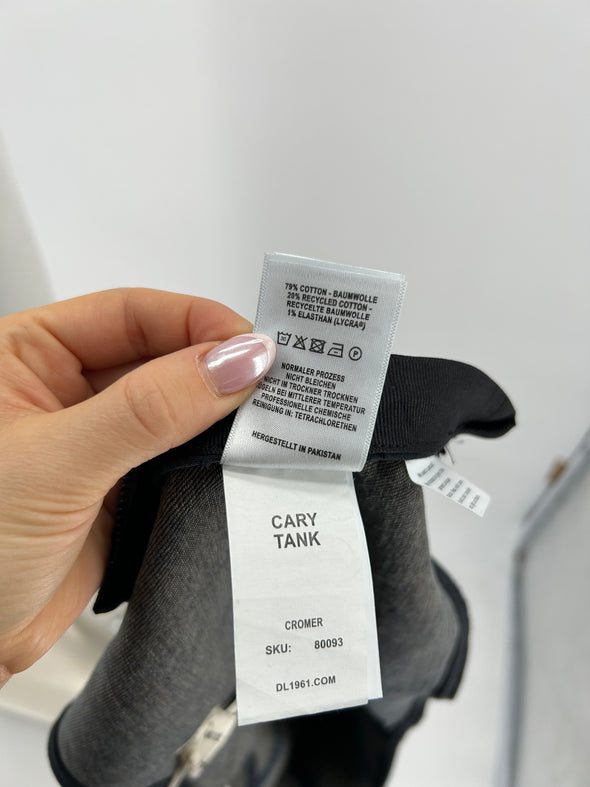 79% COTTON - BAUMWOLLE
20% RECYCLED COTTON -
RECYCELTE BAUMWOLLE
1% ELASTHAN (LYCRA®)
P
NORMALER PROZESS
NICHT BLEICHEN
NICHT IM TROCKNER TROCKNEN
BEI MITTLERER TEMPERATUR
PROFESSIONELLE CHEMISCHE
REINIGUNG IN: TETRACHLORETHEN
HERGESTELLT IN PAKISTAN
CARY
TANK
CROMER
SKU: 80093
DL1961.COM